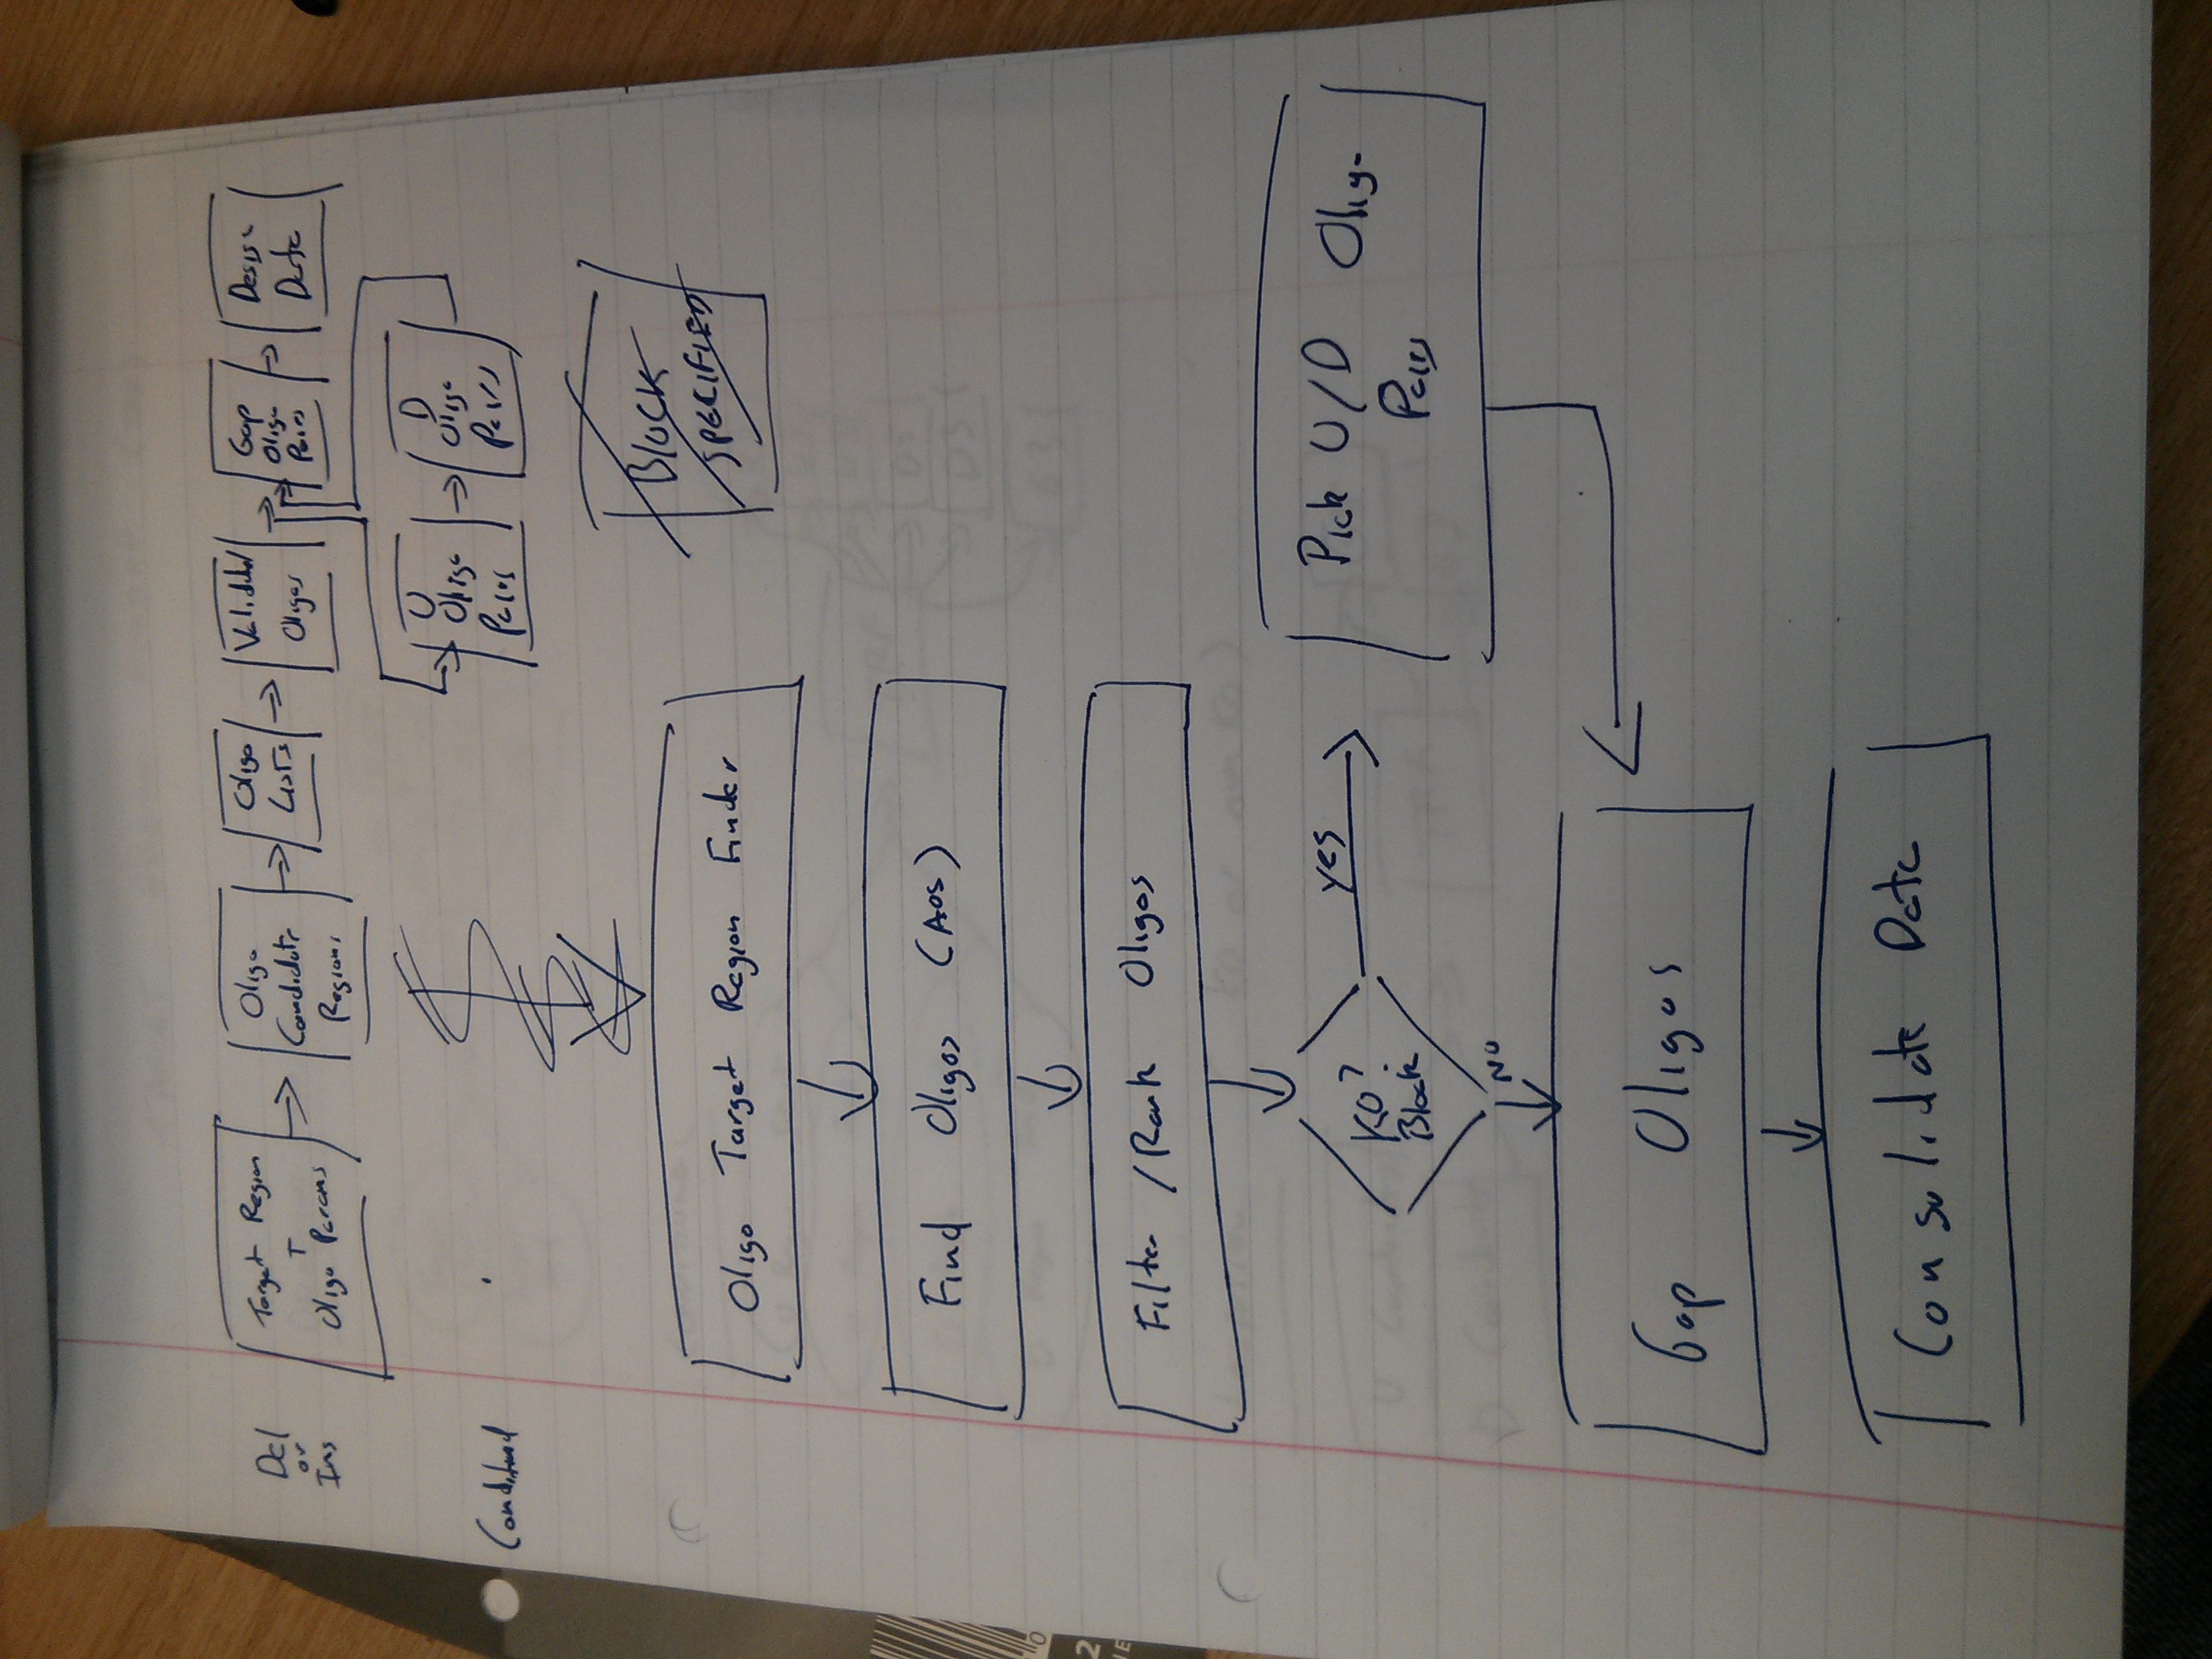 Del
or
Ins
Target Region
+
Oligo Params
Oligo
Candidate
Regions
Oligo
Lists
Validated
Oligos
Gap
Oligo
Pairs
Design
Data
Conditional
U
Oligo
Pairs
D
Oligo
Pairs
BLOCK
SPECIFIED
Oligo Target Region Finder
Find Oligos (AOS)
Filter / Rank Oligos
KO?
Block
Yes
No
Pick U/D Oligo
Pairs
Gap Oligos
Consolidate Data
0
2